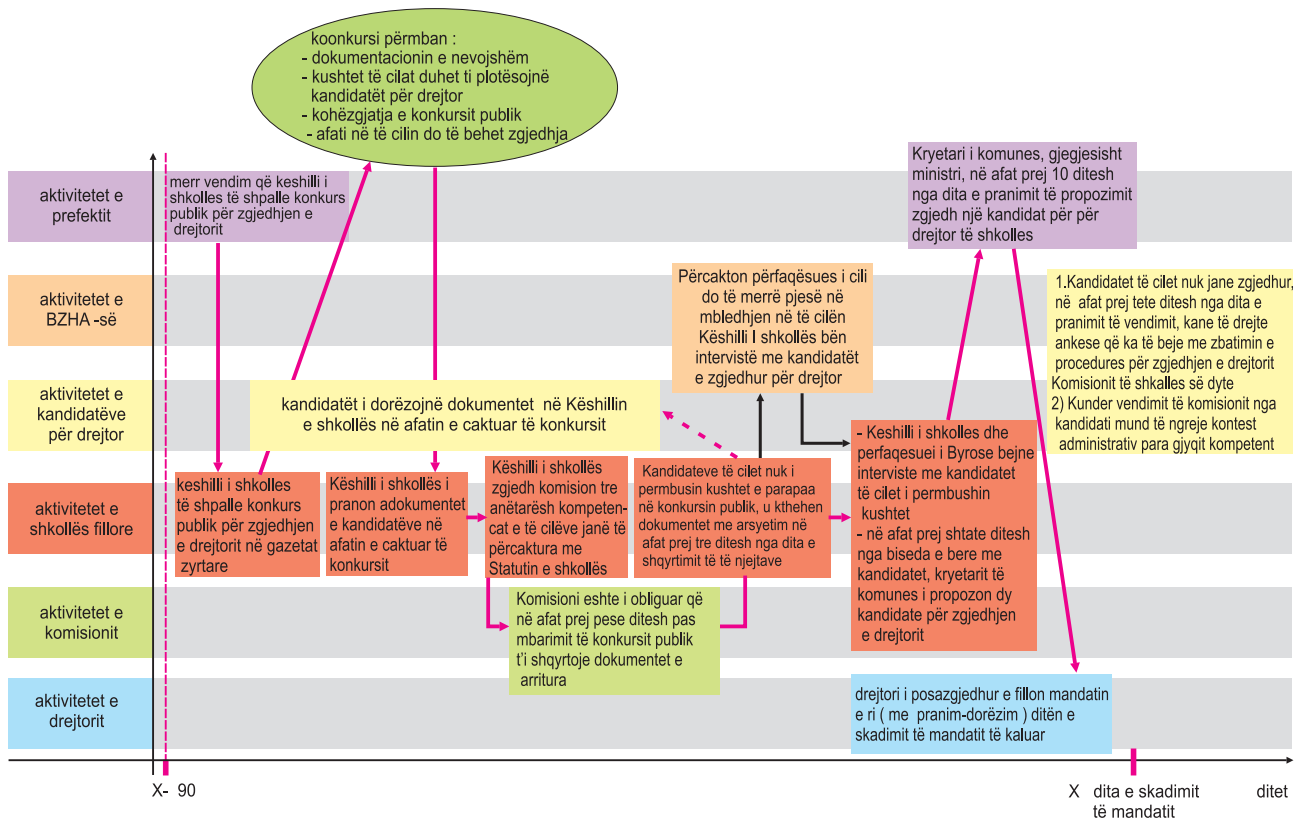 koonkursi përmban :
- dokumentacionin e nevojshëm
- kushtet të cilat duhet ti plotësojnë
kandidatët për drejtor
- kohëzgjatja e konkursit publik
- afati në të cilin do të behet zgjedhja
aktivitetet e
prefektit
merr vendim që keshilli i
shkolles të shpalle konkurs
publik për zgjedhjen e
drejtorit
Kryetari i komunes, gjegjesisht
ministri, në afat prej 10 ditesh
nga dita e pranimit të propozimit
zgjedh një kandidat për për
drejtor të shkolles
aktivitetet e
BZHA -së
Përcakton përfaqësues i cili
do të merrë pjesë në
mbledhjen në të cilën
Këshilli I shkollës bën
intervistë me kandidatët
e zgjedhur për drejtor
1.Kandidatet të cilet nuk jane zgjedhur,
në afat prej tete ditesh nga dita e
pranimit të vendimit, kane të drejte
ankese që ka të beje me zbatimin e
procedures për zgjedhjen e drejtorit
Komisionit të shkalles së dyte
2) Kunder vendimit të komisionit nga
kandidati mund të ngreje kontest
administrativ para gjyqit kompetent
aktivitetet e
kandidatëve
për drejtor
kandidatët i dorëzojnë dokumentet në Këshillin
e shkollës në afatin e caktuar të konkursit
aktivitetet e
shkollës fillore
keshilli i shkolles
të shpalle konkurs
publik për zgjedhjen
e drejtorit në gazetat
zyrtare
Këshilli i shkollës i
pranon adokumentet
e kandidatëve në
afatin e caktuar të
konkursit
Këshilli i shkollës
zgjedh komision tre
anëtarësh kompeten-
cat e të cilëve janë të
përcaktura me
Statutin e shkollës
Kandidateve të cilet nuk i
permbusin kushtet e parapaa
në konkursin publik, u kthehen
dokumentet me arsyetim në
afat prej tre ditesh nga dita e
shqyrtimit të të njejtave
- Keshilli i shkolles dhe
perfaqesuei i Byrose bejne
interviste me kandidatet
të cilet i permbushin
kushtet
- në afat prej shtate ditesh
nga biseda e bere me
kandidatet, kryetarit të
komunes i propozon dy
kandidate për zgjedhjen
e drejtorit
aktivitetet e
komisionit
Komisioni eshte i obliguar që
në afat prej pese ditesh pas
mbarimit të konkursit publik
t'i shqyrtoje dokumentet e
arritura
aktivitetet e
drejtorit
drejtori i posazgjedhur e fillon mandatin
e ri ( me pranim-dorëzim ) ditën e
skadimit të mandatit të kaluar
X- 90
X dita e skadimit
të mandatit
ditet